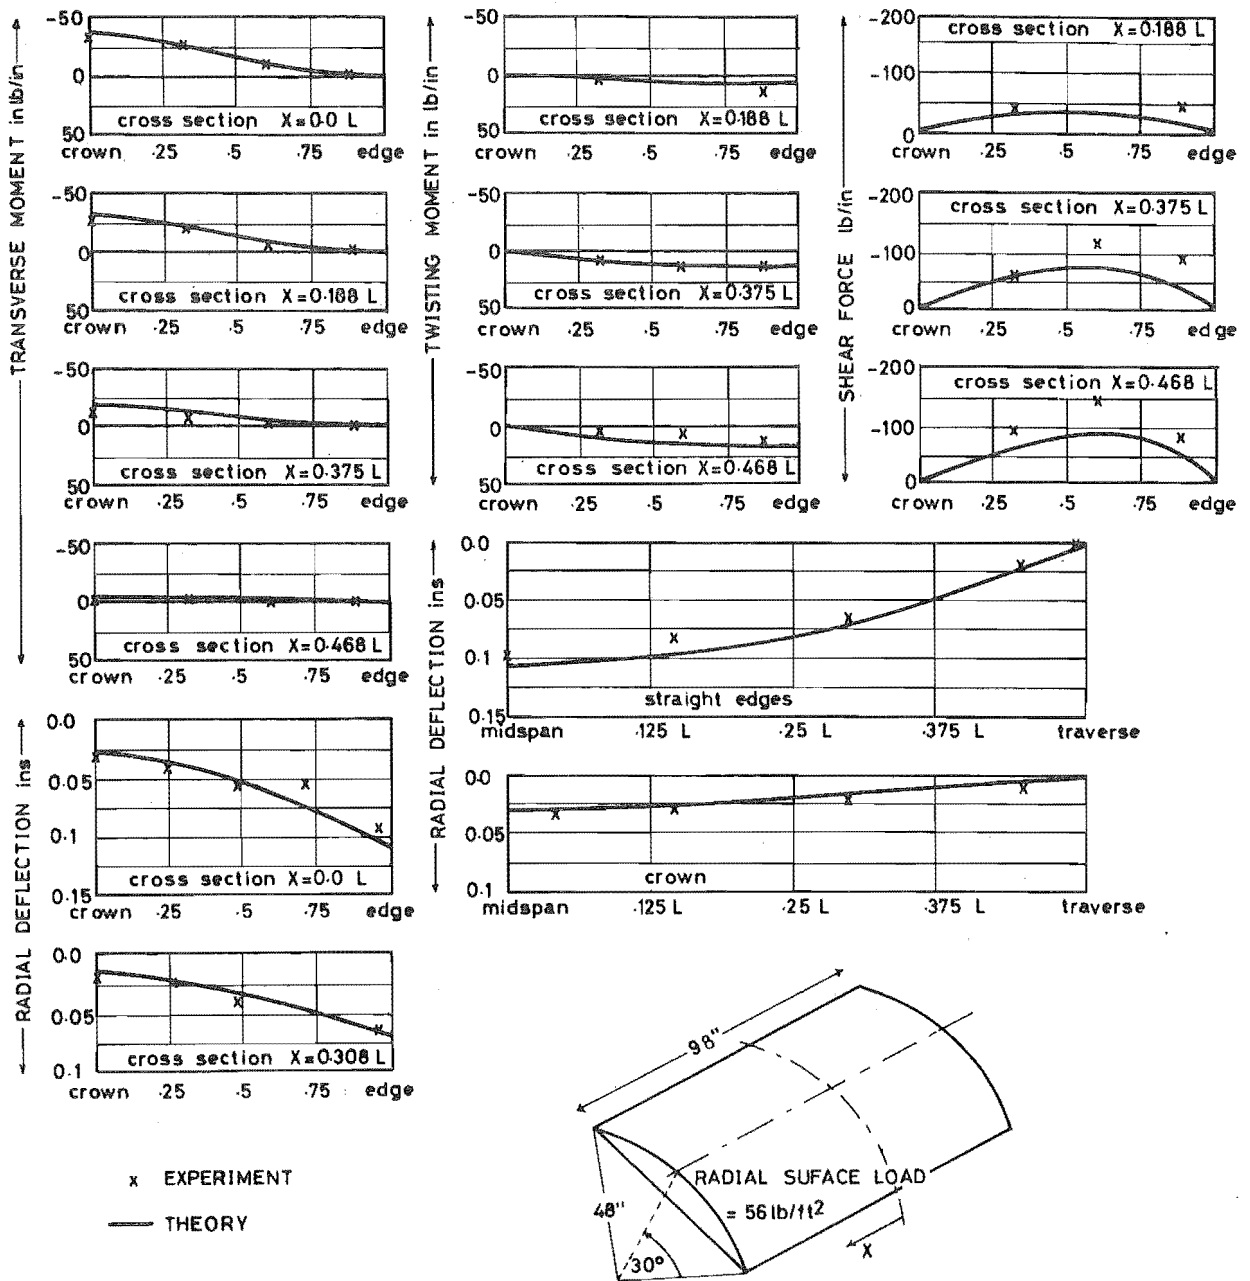 TRANSVERSE MOMENT in lb/in
-50
0
50
cross section X=0.0 L
crown .25 .5 .75 edge
-50
0
50
cross section X=0.188 L
crown .25 .5 .75 edge
-50
0
50
cross section X=0.375 L
crown .25 .5 .75 edge
-50
0
50
cross section X=0.468 L
crown .25 .5 .75 edge
RADIAL DEFLECTION ins
0.0
0.05
0.1
0.15
cross section X=0.0 L
crown .25 .5 .75 edge
0.0
0.05
0.1
cross section X=0.308 L
crown .25 .5 .75 edge
TWISTING MOMENT in lb/in
-50
0
50
cross section X=0.188 L
crown .25 .5 .75 edge
-50
0
50
cross section X=0.375 L
crown .25 .5 .75 edge
-50
0
50
cross section X=0.468 L
crown .25 .5 .75 edge
SHEAR FORCE lb/in
-200
-100
0
cross section X=0.188 L
crown .25 .5 .75 edge
-200
-100
0
cross section X=0.375 L
crown .25 .5 .75 edge
-200
-100
0
cross section X=0.468 L
crown .25 .5 .75 edge
RADIAL DEFLECTION ins
0.0
0.05
0.1
0.15
straight edges
midspan .125 L .25 L .375 L traverse
0.0
0.05
0.1
crown
midspan .125 L .25 L .375 L traverse
x EXPERIMENT
THEORY
98"
48"
30°
RADIAL SUFACE LOAD
= 56 lb/ft2
X